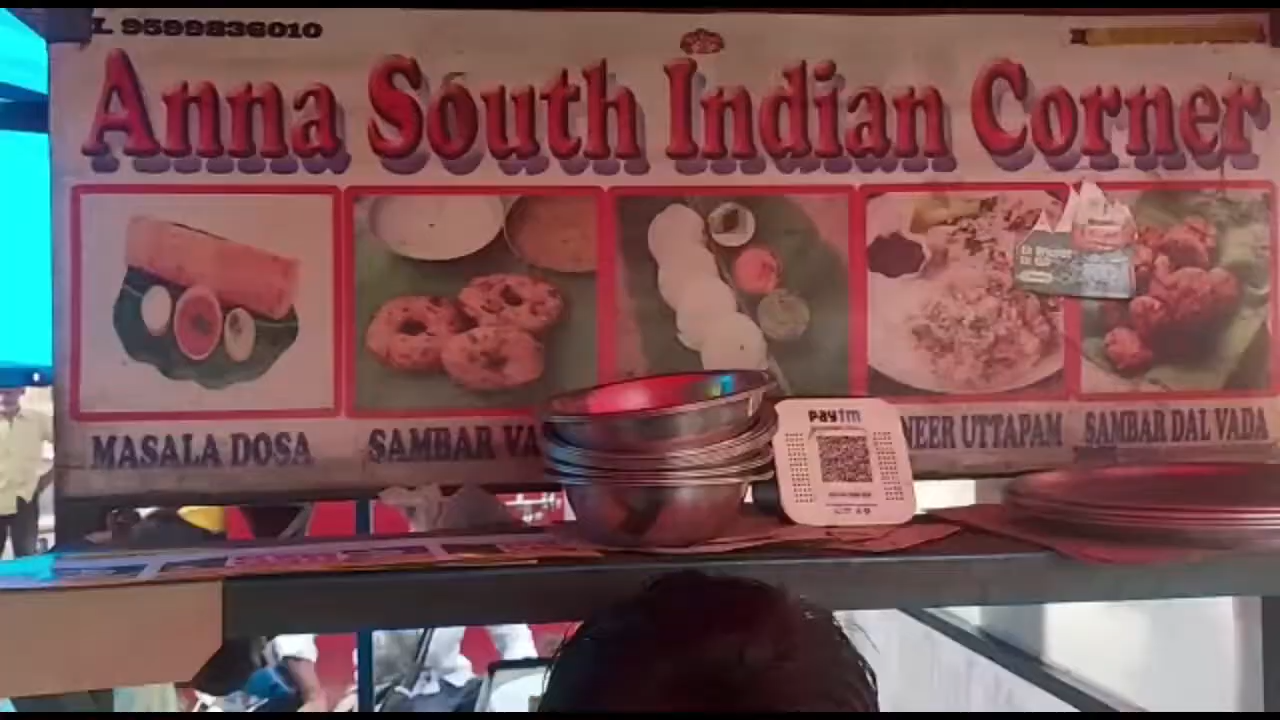 L 9599836010
Anna South Indian Corner
MASALA DOSA
SAMBAR VA
NEER UTTAPAM
SAMBAR DAL VADA
paytm